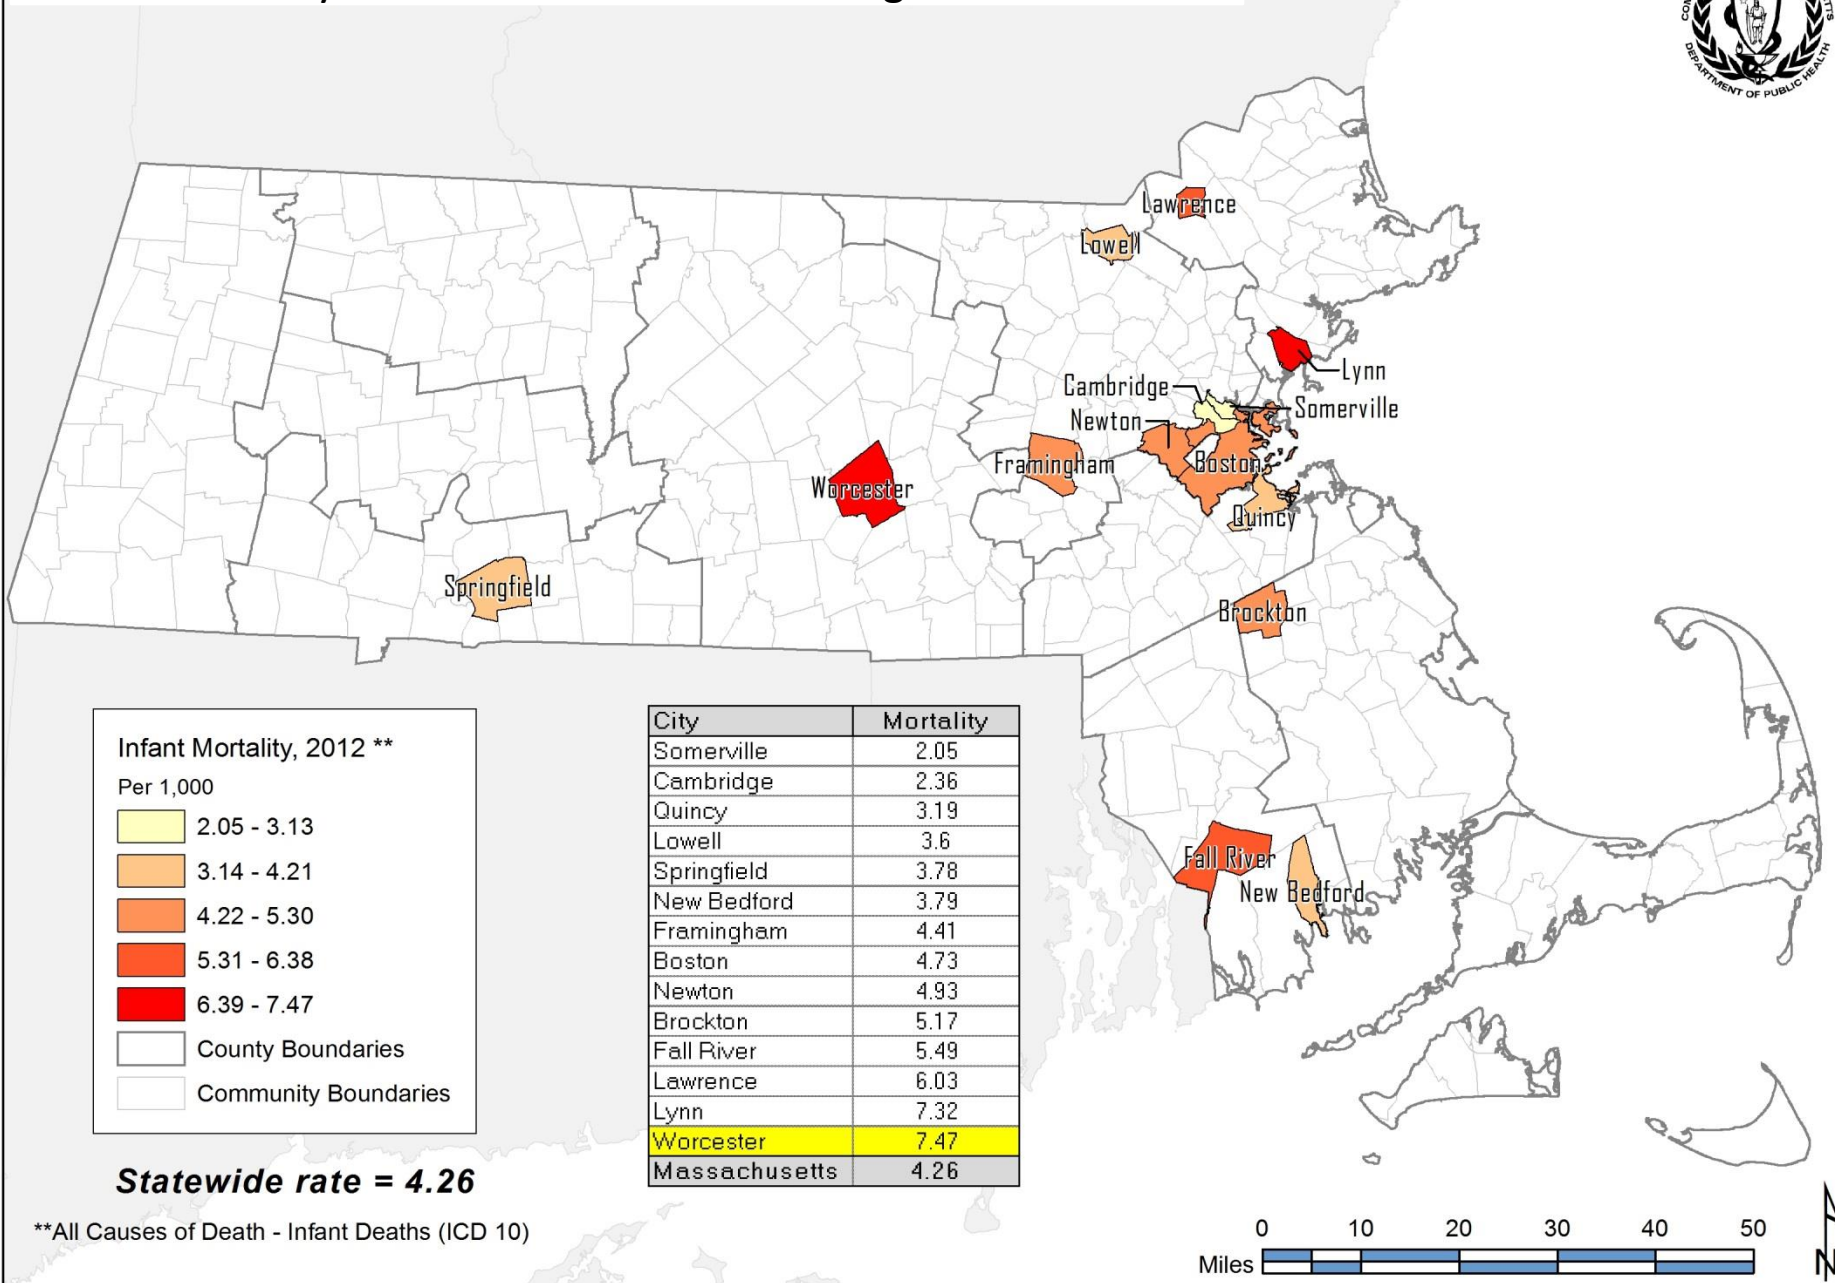 DEPARTMENT OF PUBLIC HEALTH
Lawrence
Lowell
Lynn
Cambridge
Somerville
Newton
Framingham
Boston
Worcester
Quincy
Springfield
Brockton
Fall River
New Bedford
Infant Mortality, 2012 **
Per 1,000
2.05 - 3.13
3.14 - 4.21
4.22 - 5.30
5.31 - 6.38
6.39 - 7.47
County Boundaries
Community Boundaries
Statewide rate = 4.26
**All Causes of Death - Infant Deaths (ICD 10)
City Mortality
Somerville 2.05
Cambridge 2.36
Quincy 3.19
Lowell 3.6
Springfield 3.78
New Bedford 3.79
Framingham 4.41
Boston 4.73
Newton 4.93
Brockton 5.17
Fall River 5.49
Lawrence 6.03
Lynn 7.32
Worcester 7.47
Massachusetts 4.26
0 10 20 30 40 50
Miles
N